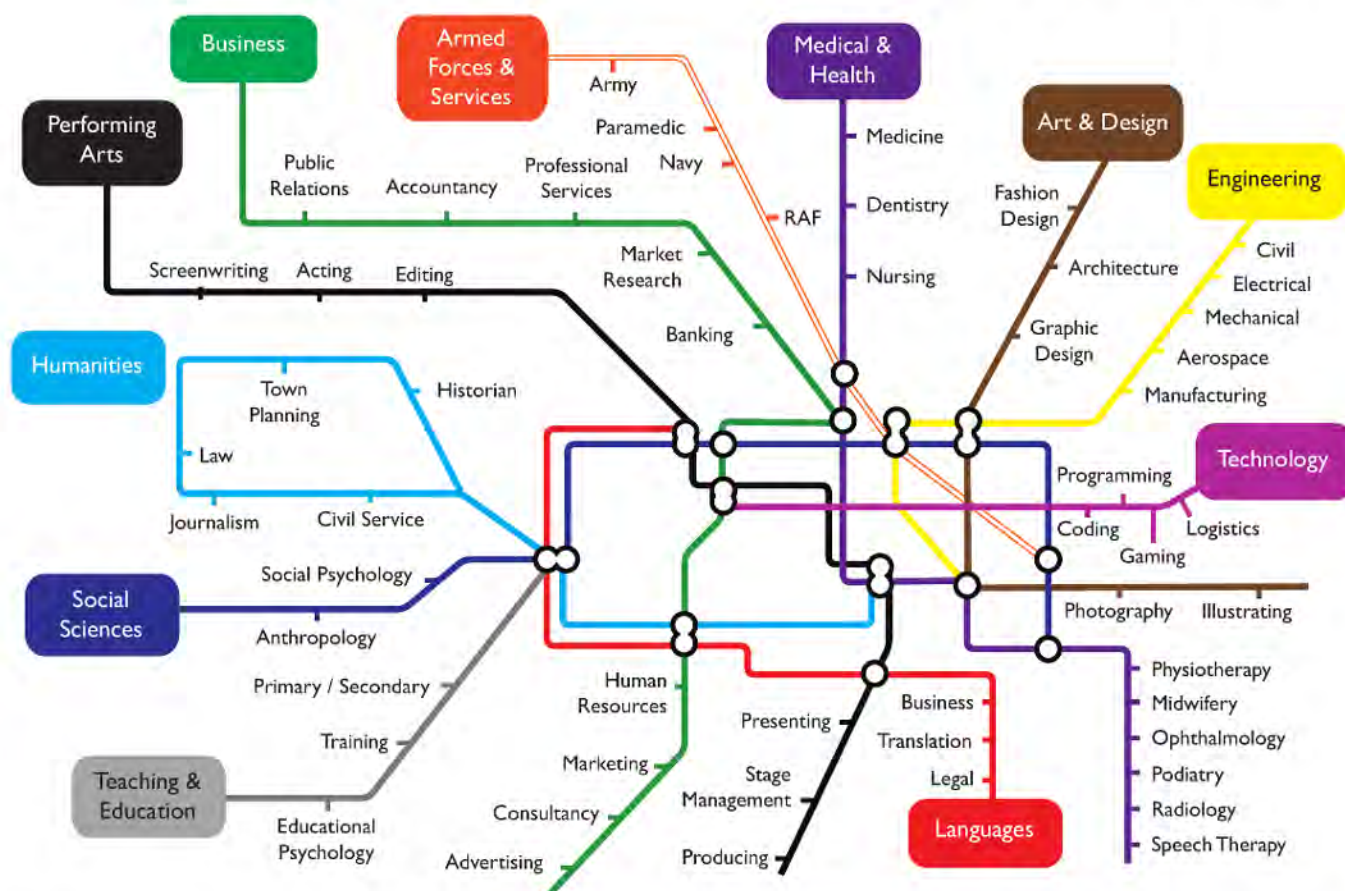 Business
Armed
Forces &
Services
Medical &
Health
Performing
Arts
Art & Design
Engineering
Army
Paramedic
Navy
RAF
Medicine
Dentistry
Nursing
Fashion
Design
Architecture
Graphic
Design
Civil
Electrical
Mechanical
Aerospace
Manufacturing
Public
Relations
Accountancy
Professional
Services
Market
Research
Banking
Screenwriting
Acting
Editing
Humanities
Town
Planning
Historian
Law
Journalism
Civil Service
Technology
Programming
Coding
Gaming
Logistics
Social
Sciences
Social Psychology
Anthropology
Photography
Illustrating
Primary / Secondary
Training
Teaching &
Education
Educational
Psychology
Human
Resources
Marketing
Consultancy
Advertising
Presenting
Stage
Management
Producing
Business
Translation
Legal
Languages
Physiotherapy
Midwifery
Ophthalmology
Podiatry
Radiology
Speech Therapy